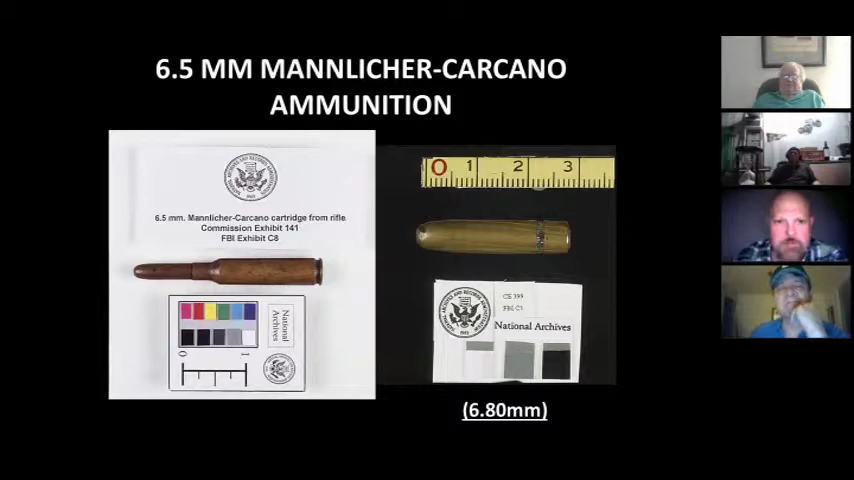 6.5 MM MANNLICHER-CARCANO
AMMUNITION
6.5 mm. Mannlicher-Carcano cartridge from rifle
Commission Exhibit 141
FBI Exhibit C8
National
Archives
0 1
0 1 2 3
CE 399
FBI C1
National Archives
(6.80mm)